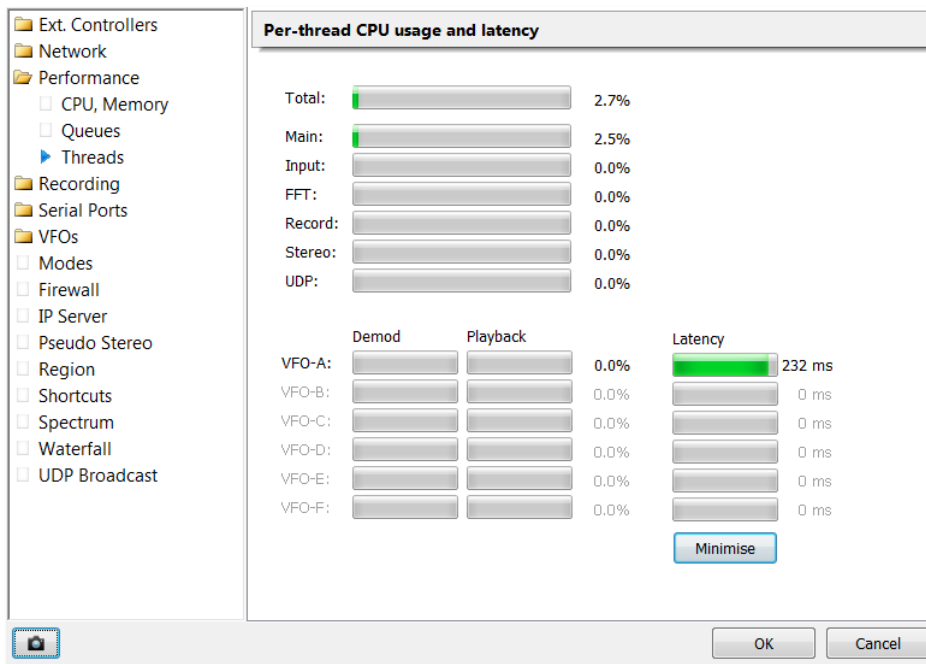 Ext. Controllers
Network
Performance
CPU, Memory
Queues
Threads
Recording
Serial Ports
VFOs
Modes
Firewall
IP Server
Pseudo Stereo
Region
Shortcuts
Spectrum
Waterfall
UDP Broadcast
Per-thread CPU usage and latency
Total: 2.7%
Main: 2.5%
Input: 0.0%
FFT: 0.0%
Record: 0.0%
Stereo: 0.0%
UDP: 0.0%
Demod Playback Latency
VFO-A: 0.0% 232 ms
VFO-B: 0.0% 0 ms
VFO-C: 0.0% 0 ms
VFO-D: 0.0% 0 ms
VFO-E: 0.0% 0 ms
VFO-F: 0.0% 0 ms
Minimise
OK Cancel